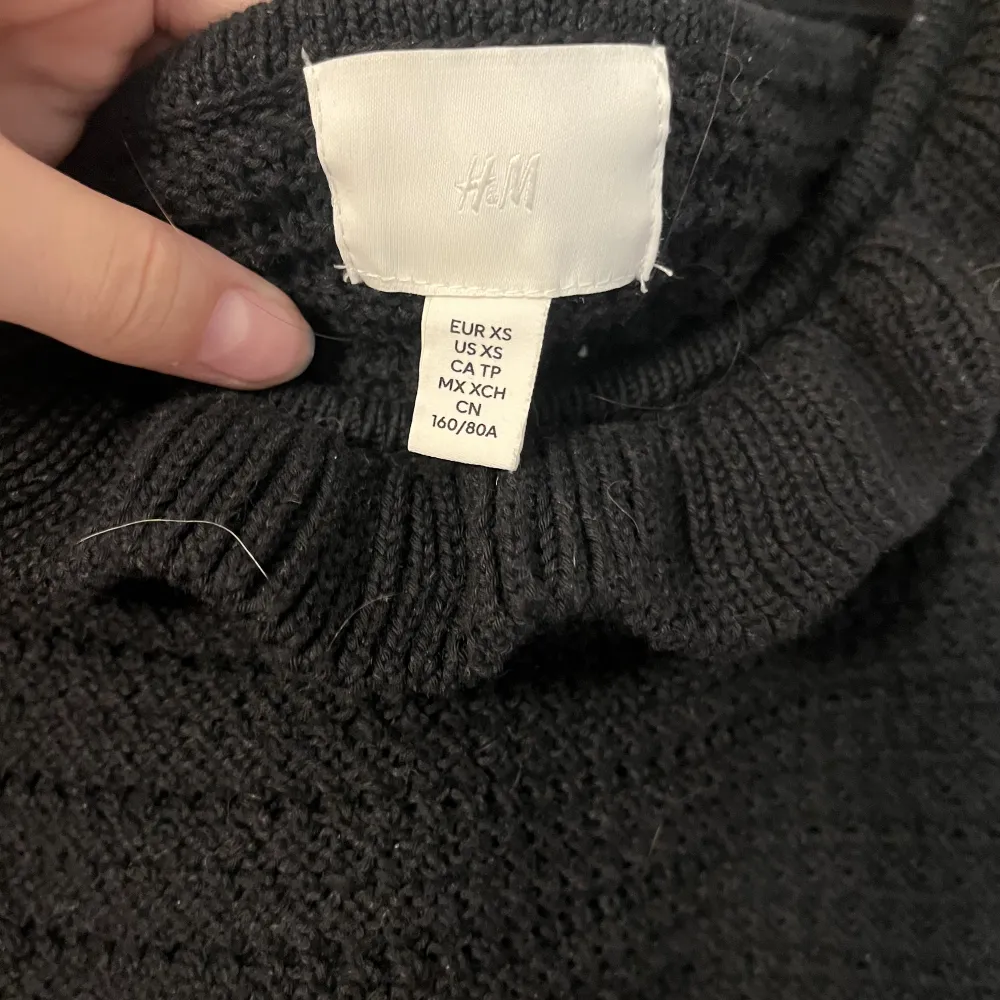 H&M
EUR XS
US XS
CA TP
MX XCH
CN
160/80A